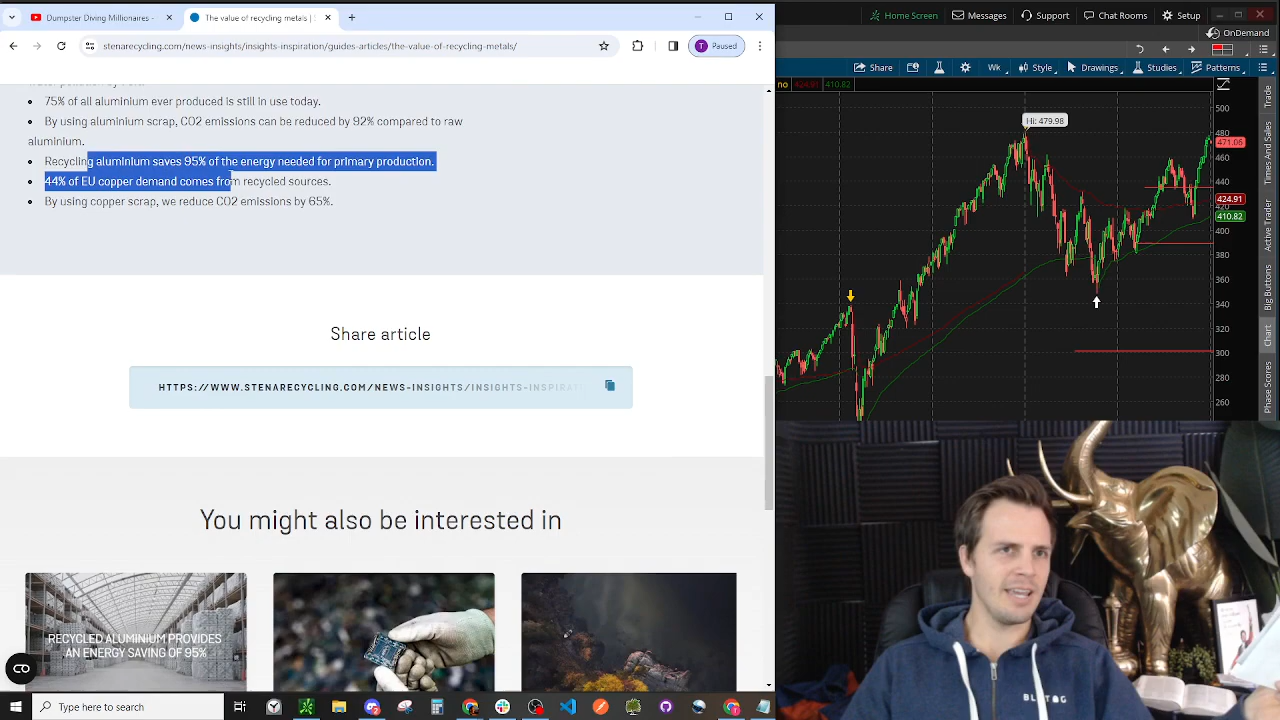 Dumpster Diving Millionaires -
The value of recycling metals |
stenarecycling.com/news-insights/insights-inspiration/guides-articles/the-value-of-recycling-metals/
T Paused
75% of all aluminium ever produced is still in use today.
By using aluminium scrap, CO2 emissions can be reduced by 92% compared to raw
aluminium.
Recycling aluminium saves 95% of the energy needed for primary production.
44% of EU copper demand comes from recycled sources.
By using copper scrap, we reduce CO2 emissions by 65%.
Share article
HTTPS://WWW.STENARECYCLING.COM/NEWS-INSIGHTS/INSIGHTS-INSPIRATI
You might also be interested in
RECYCLED ALUMINIUM PROVIDES
AN ENERGY SAVING OF 95%
Type here to search
Home Screen Messages Support Chat Rooms Setup
OnDemand
Share Wk Style Drawings Studies Patterns
no 424.91 410.82
Hi: 479.98
500
480
471.06
460
440
424.91
420
410.82
400
380
360
340
320
300
280
260
Trade
Times And Sales
Active Trader
Big Buttons
Chart
Phase Scores